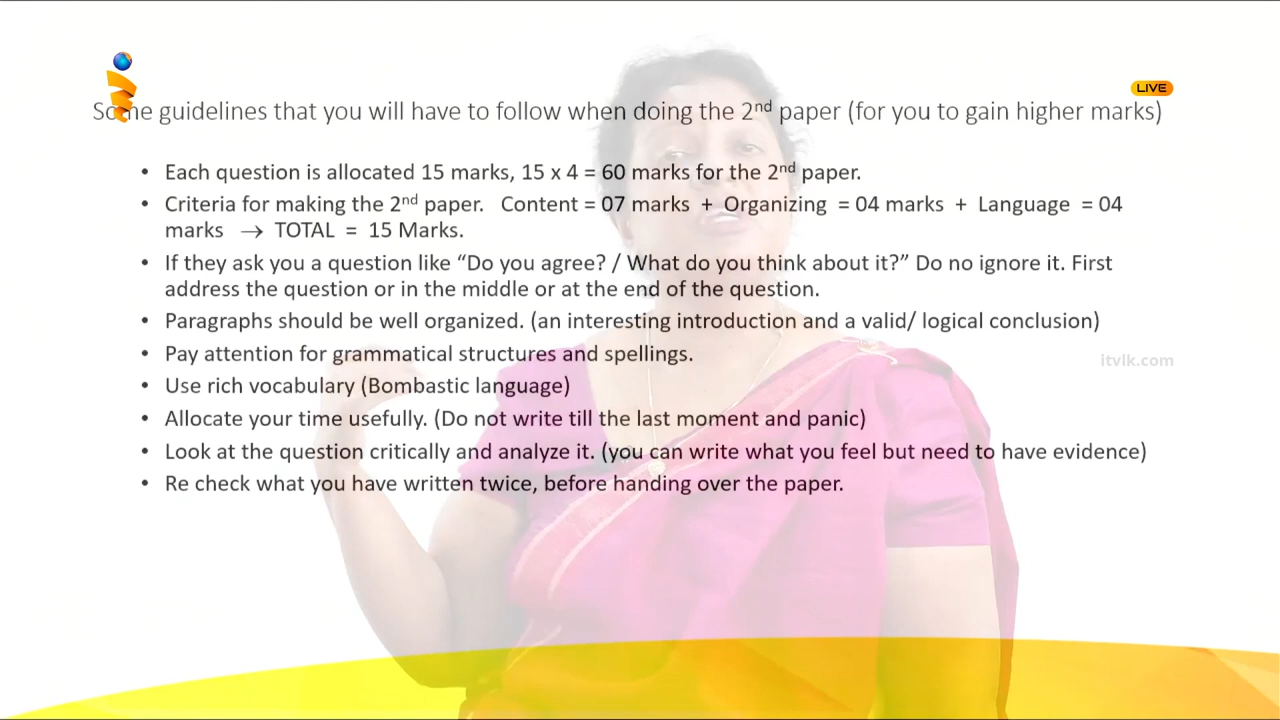 LIVE
Some guidelines that you will have to follow when doing the 2nd paper (for you to gain higher marks)
• Each question is allocated 15 marks, 15 x 4 = 60 marks for the 2nd paper.
• Criteria for making the 2nd paper. Content = 07 marks + Organizing = 04 marks + Language = 04
marks → TOTAL = 15 Marks.
• If they ask you a question like “Do you agree? / What do you think about it?” Do no ignore it. First
address the question or in the middle or at the end of the question.
• Paragraphs should be well organized. (an interesting introduction and a valid/ logical conclusion)
• Pay attention for grammatical structures and spellings.
itvlk.com
• Use rich vocabulary (Bombastic language)
• Allocate your time usefully. (Do not write till the last moment and panic)
• Look at the question critically and analyze it. (you can write what you feel but need to have evidence)
• Re check what you have written twice, before handing over the paper.